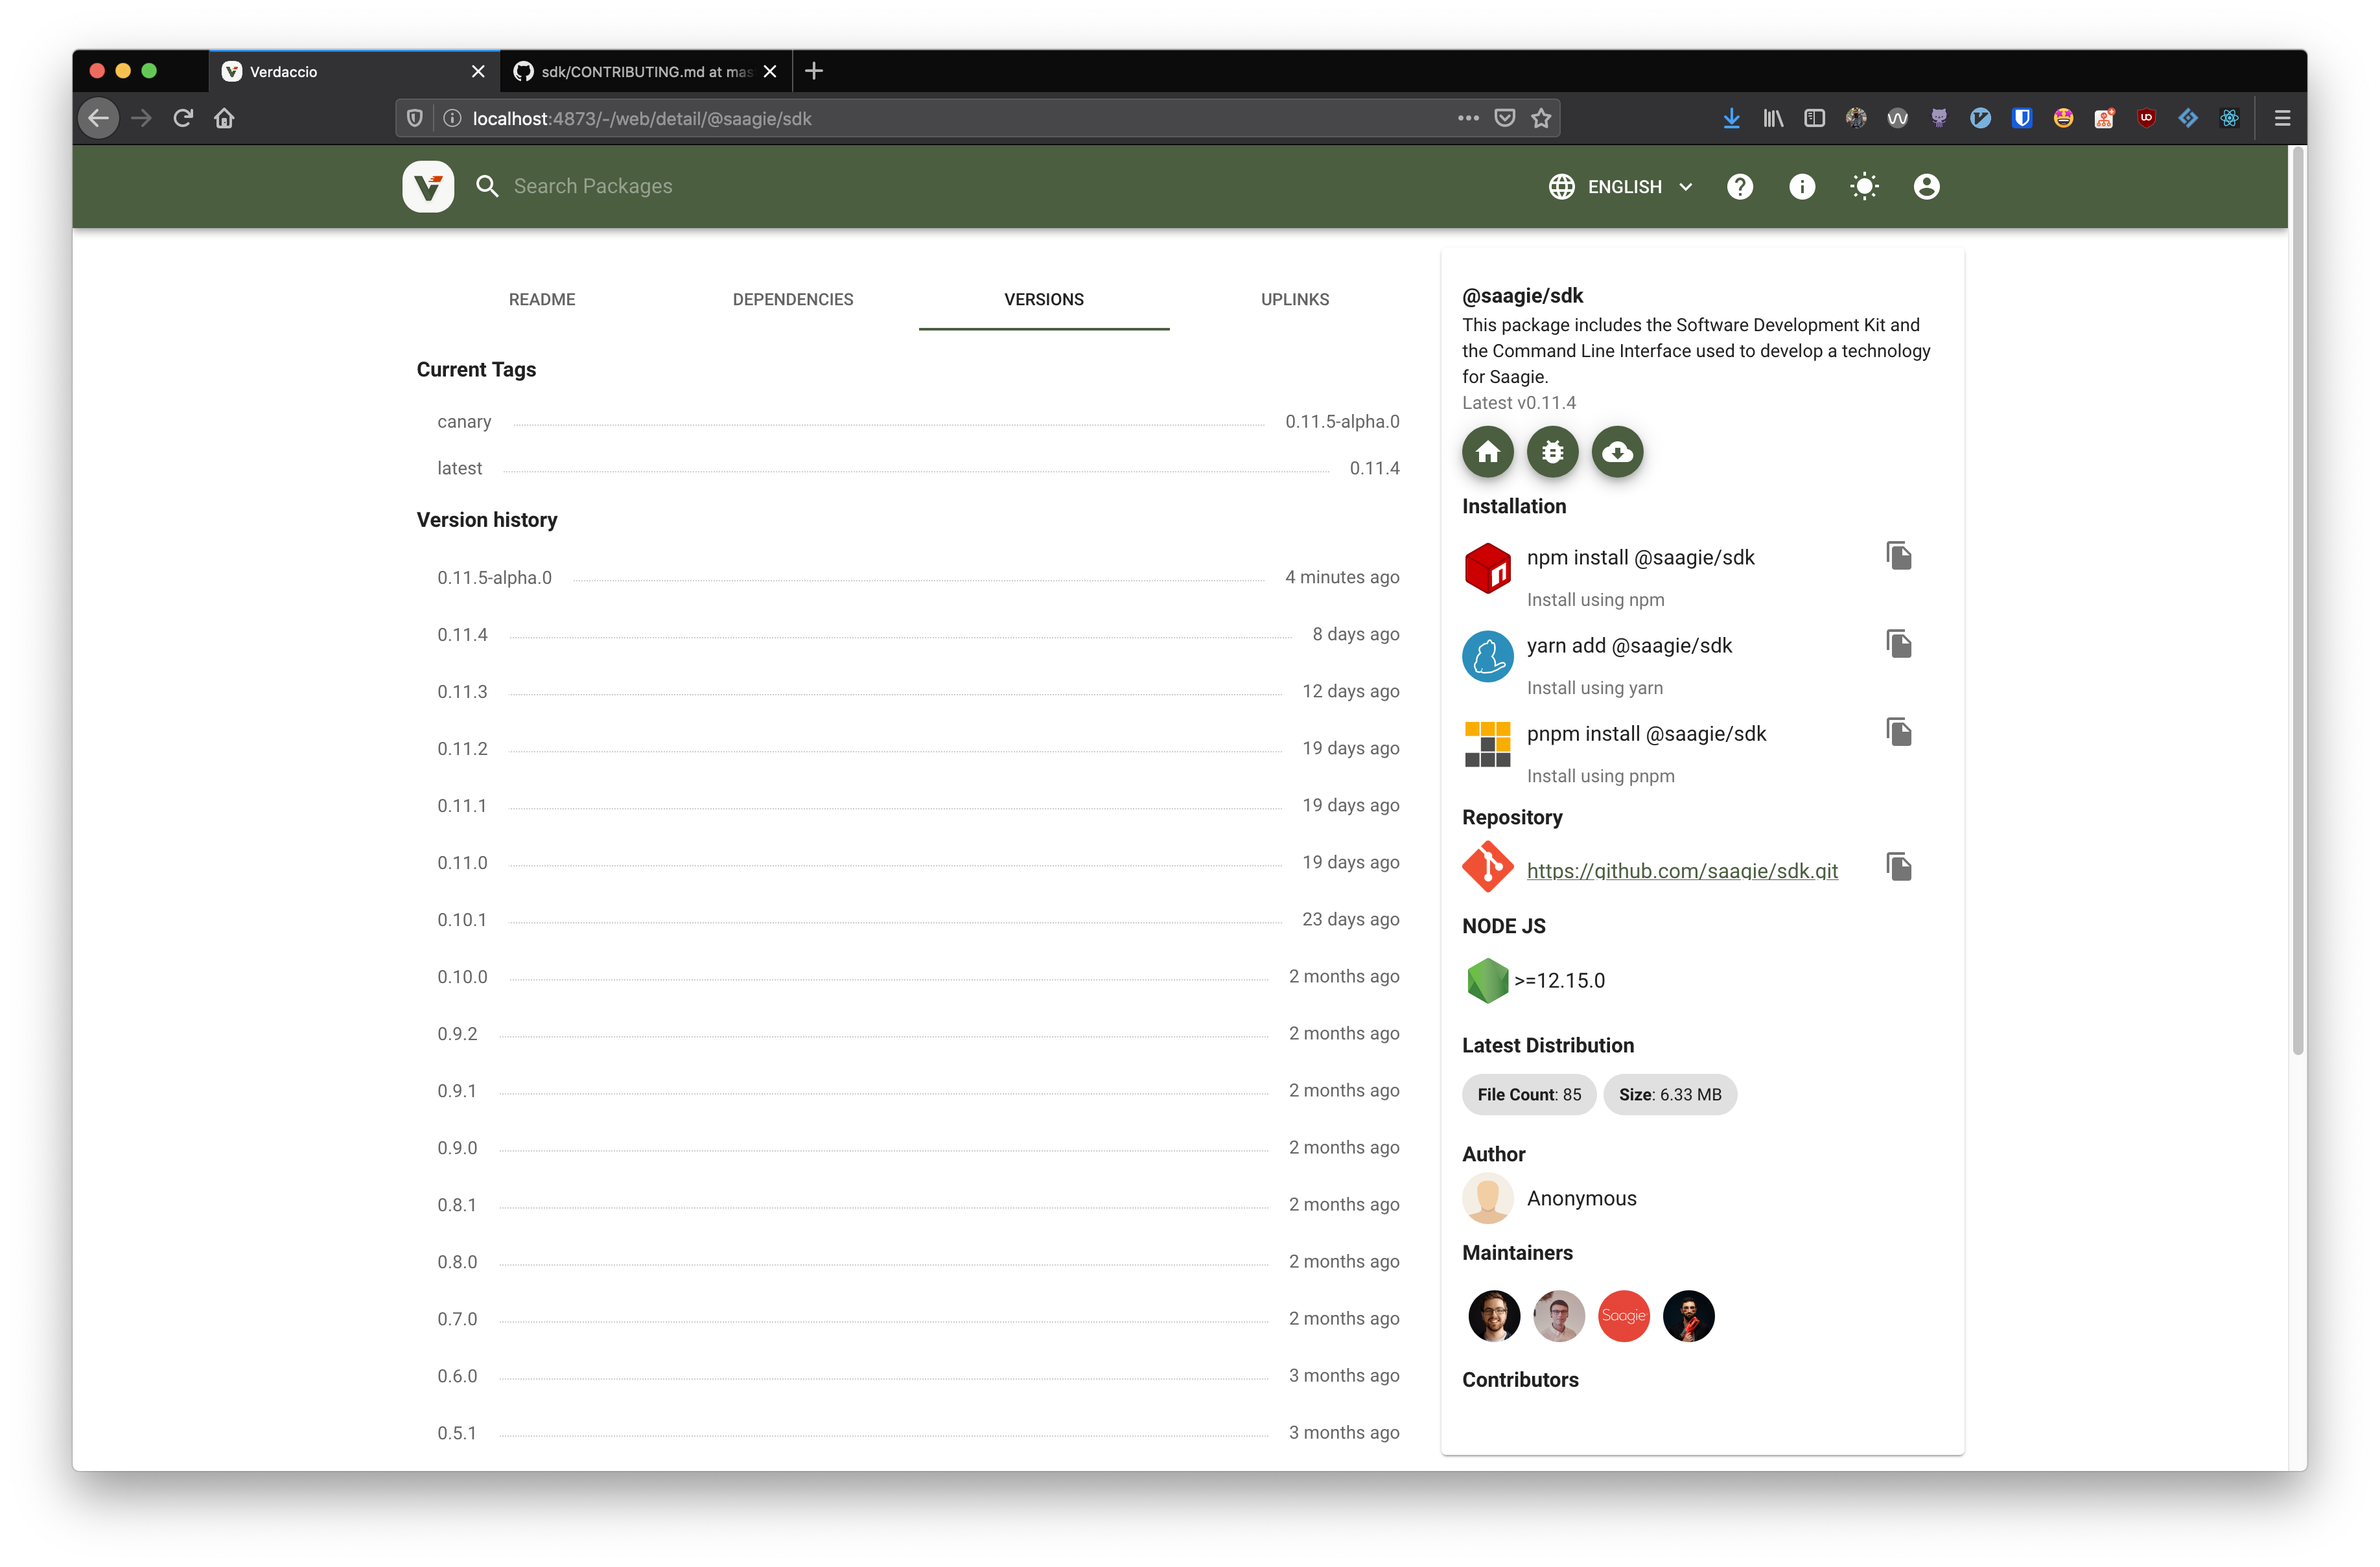 Verdaccio
sdk/CONTRIBUTING.md at mas
localhost:4873/-/web/detail/@saagie/sdk
Search Packages
ENGLISH
README
DEPENDENCIES
VERSIONS
UPLINKS
Current Tags
canary 0.11.5-alpha.0
latest 0.11.4
Version history
0.11.5-alpha.0 4 minutes ago
0.11.4 8 days ago
0.11.3 12 days ago
0.11.2 19 days ago
0.11.1 19 days ago
0.11.0 19 days ago
0.10.1 23 days ago
0.10.0 2 months ago
0.9.2 2 months ago
0.9.1 2 months ago
0.9.0 2 months ago
0.8.1 2 months ago
0.8.0 2 months ago
0.7.0 2 months ago
0.6.0 3 months ago
0.5.1 3 months ago
@saagie/sdk
This package includes the Software Development Kit and
the Command Line Interface used to develop a technology
for Saagie.
Latest v0.11.4
Installation
npm install @saagie/sdk
Install using npm
yarn add @saagie/sdk
Install using yarn
pnpm install @saagie/sdk
Install using pnpm
Repository
https://github.com/saagie/sdk.git
NODE JS
>=12.15.0
Latest Distribution
File Count: 85
Size: 6.33 MB
Author
Anonymous
Maintainers
Saagie
Contributors